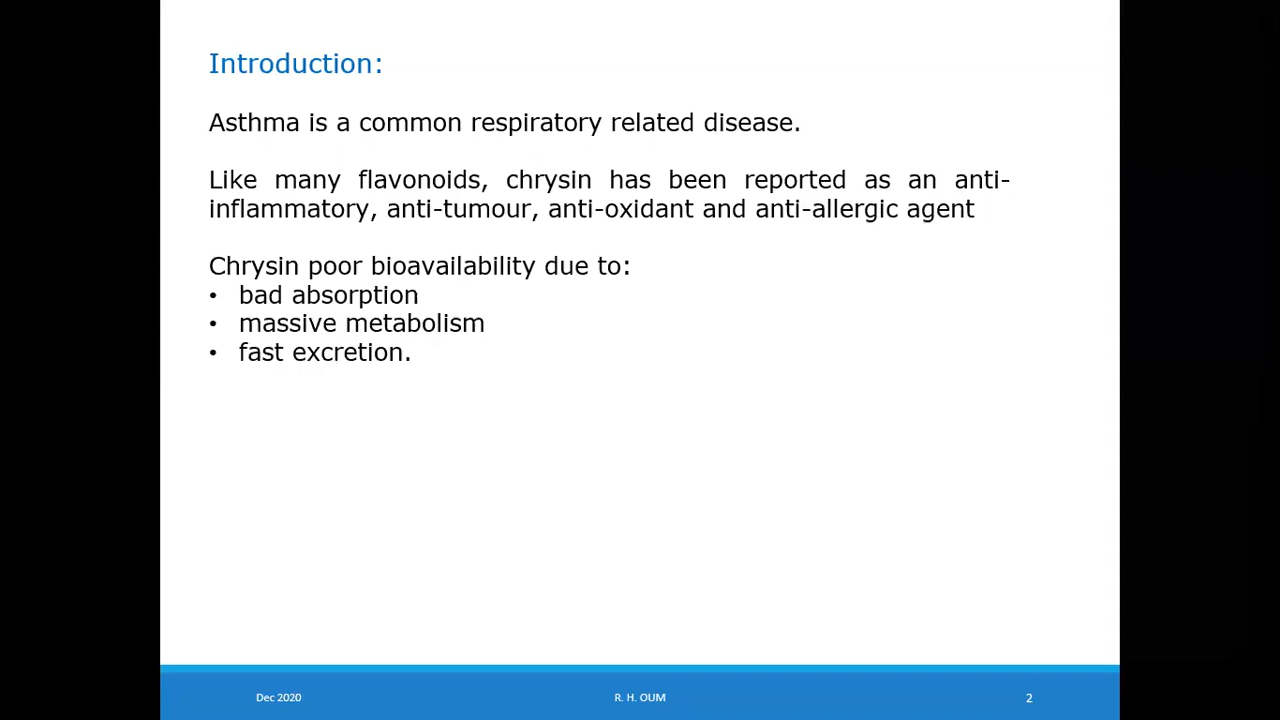 Introduction:
Asthma is a common respiratory related disease.
Like many flavonoids, chrysin has been reported as an anti-
inflammatory, anti-tumour, anti-oxidant and anti-allergic agent
Chrysin poor bioavailability due to:
• bad absorption
• massive metabolism
• fast excretion.
Dec 2020
R. H. OUM
2